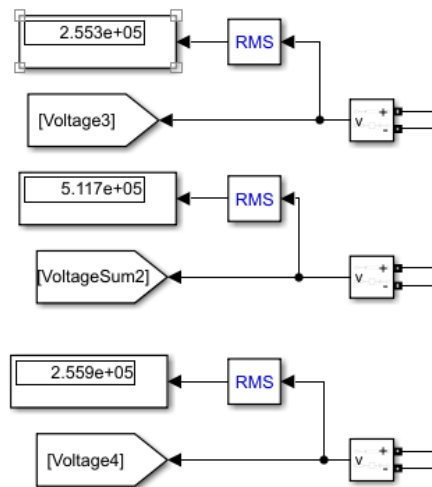 2.553e+05
RMS
[Voltage3]
v
+
-
5.117e+05
RMS
[VoltageSum2]
v
+
-
2.559e+05
RMS
[Voltage4]
v
+
-